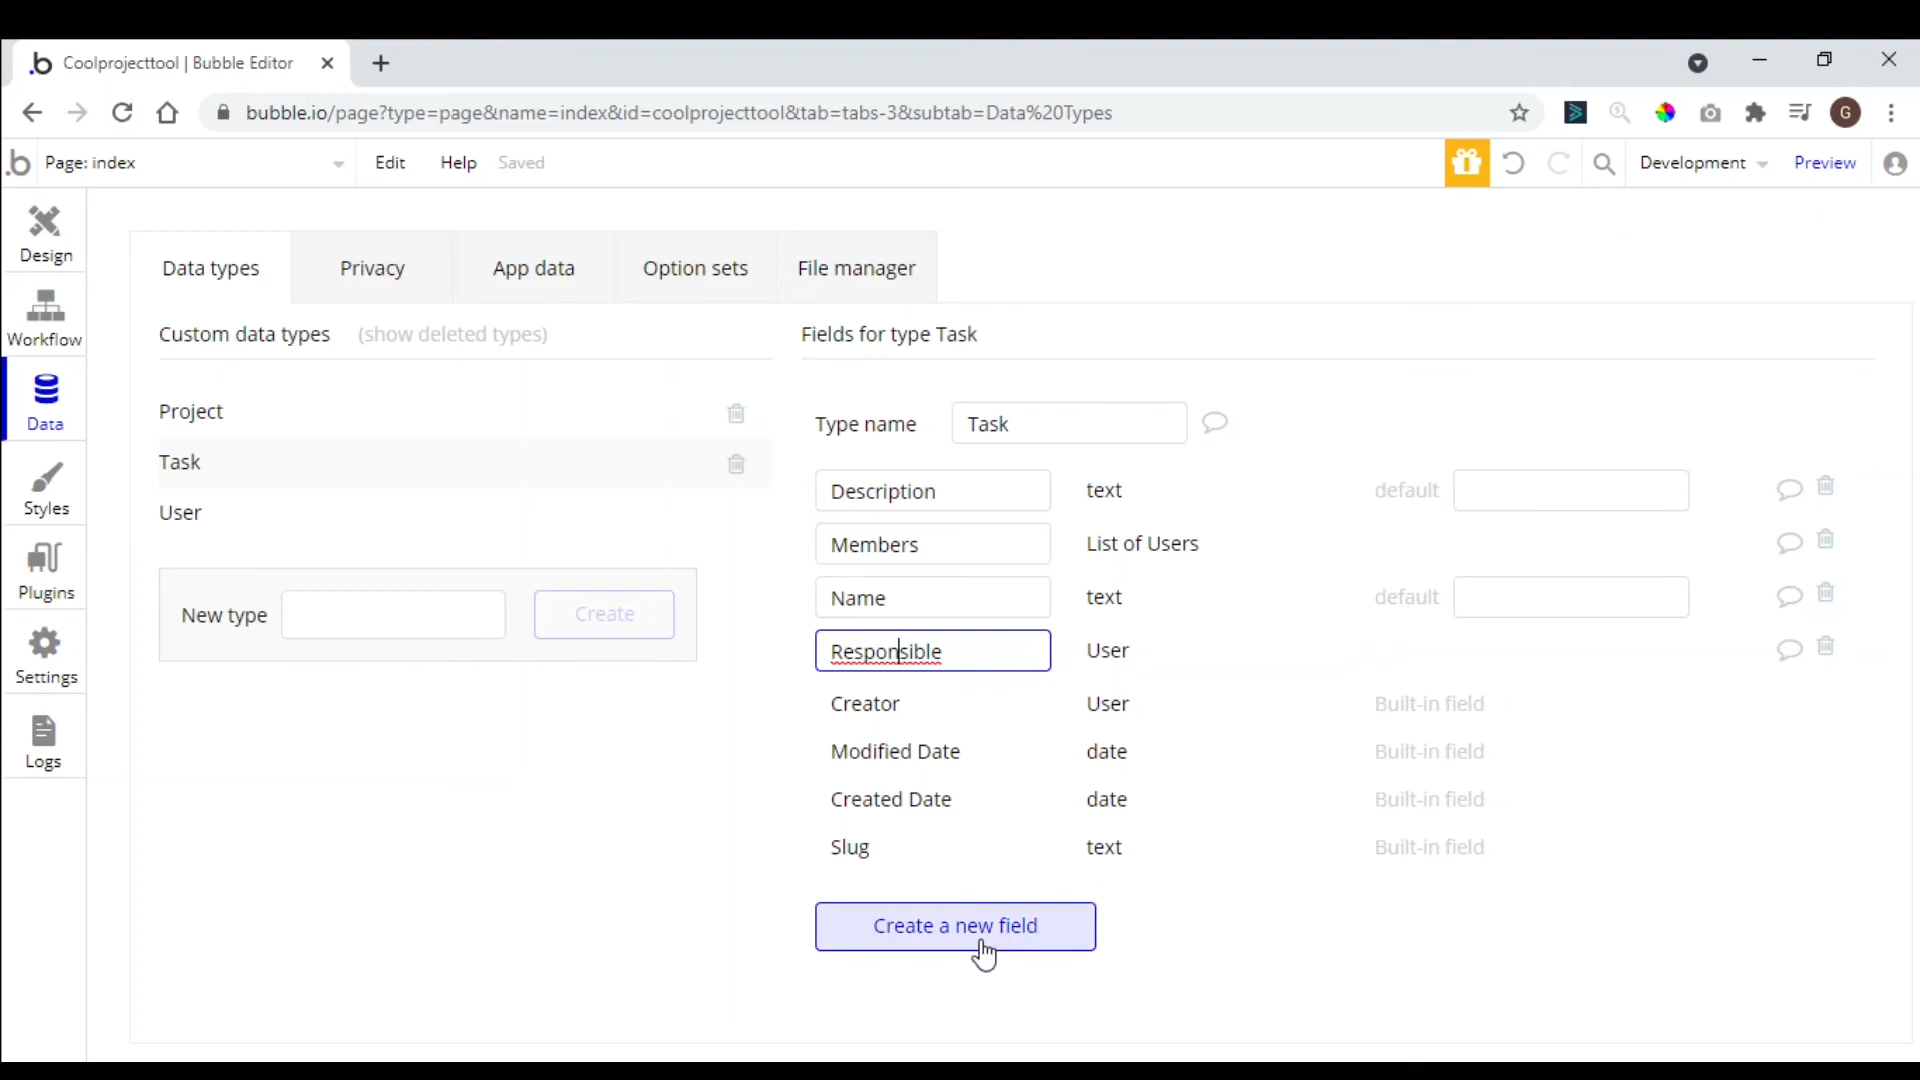 Coolprojecttool | Bubble Editor
bubble.io/page?type=page&name=index&id=coolprojecttool&tab=tabs-3&subtab=Data%20Types
G
Page: index Edit Help Saved Development Preview
Design
Workflow
Data
Styles
Plugins
Settings
Logs
Data types Privacy App data Option sets File manager
Custom data types (show deleted types)
Project
Task
User
New type Create
Fields for type Task
Type name Task
Description text default
Members List of Users
Name text default
Responsible User
Creator User Built-in field
Modified Date date Built-in field
Created Date date Built-in field
Slug text Built-in field
Create a new field